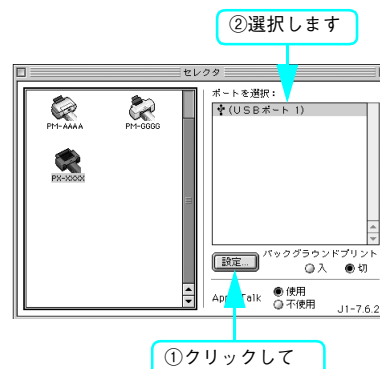 ②選択します
セレクタ
ポートを選択：
(USBポート 1)
PM-AAAA
PM-GGGG
PX-XXXX
バックグラウンドプリント
設定...
入 切
AppleTalk
使用
不使用
J1-7.6.2
①クリックして